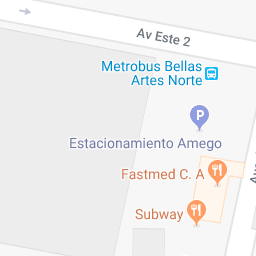 Av Este 2
Metrobus Bellas
Artes Norte
P
Estacionamiento Amego
Fastmed C. A
Subway